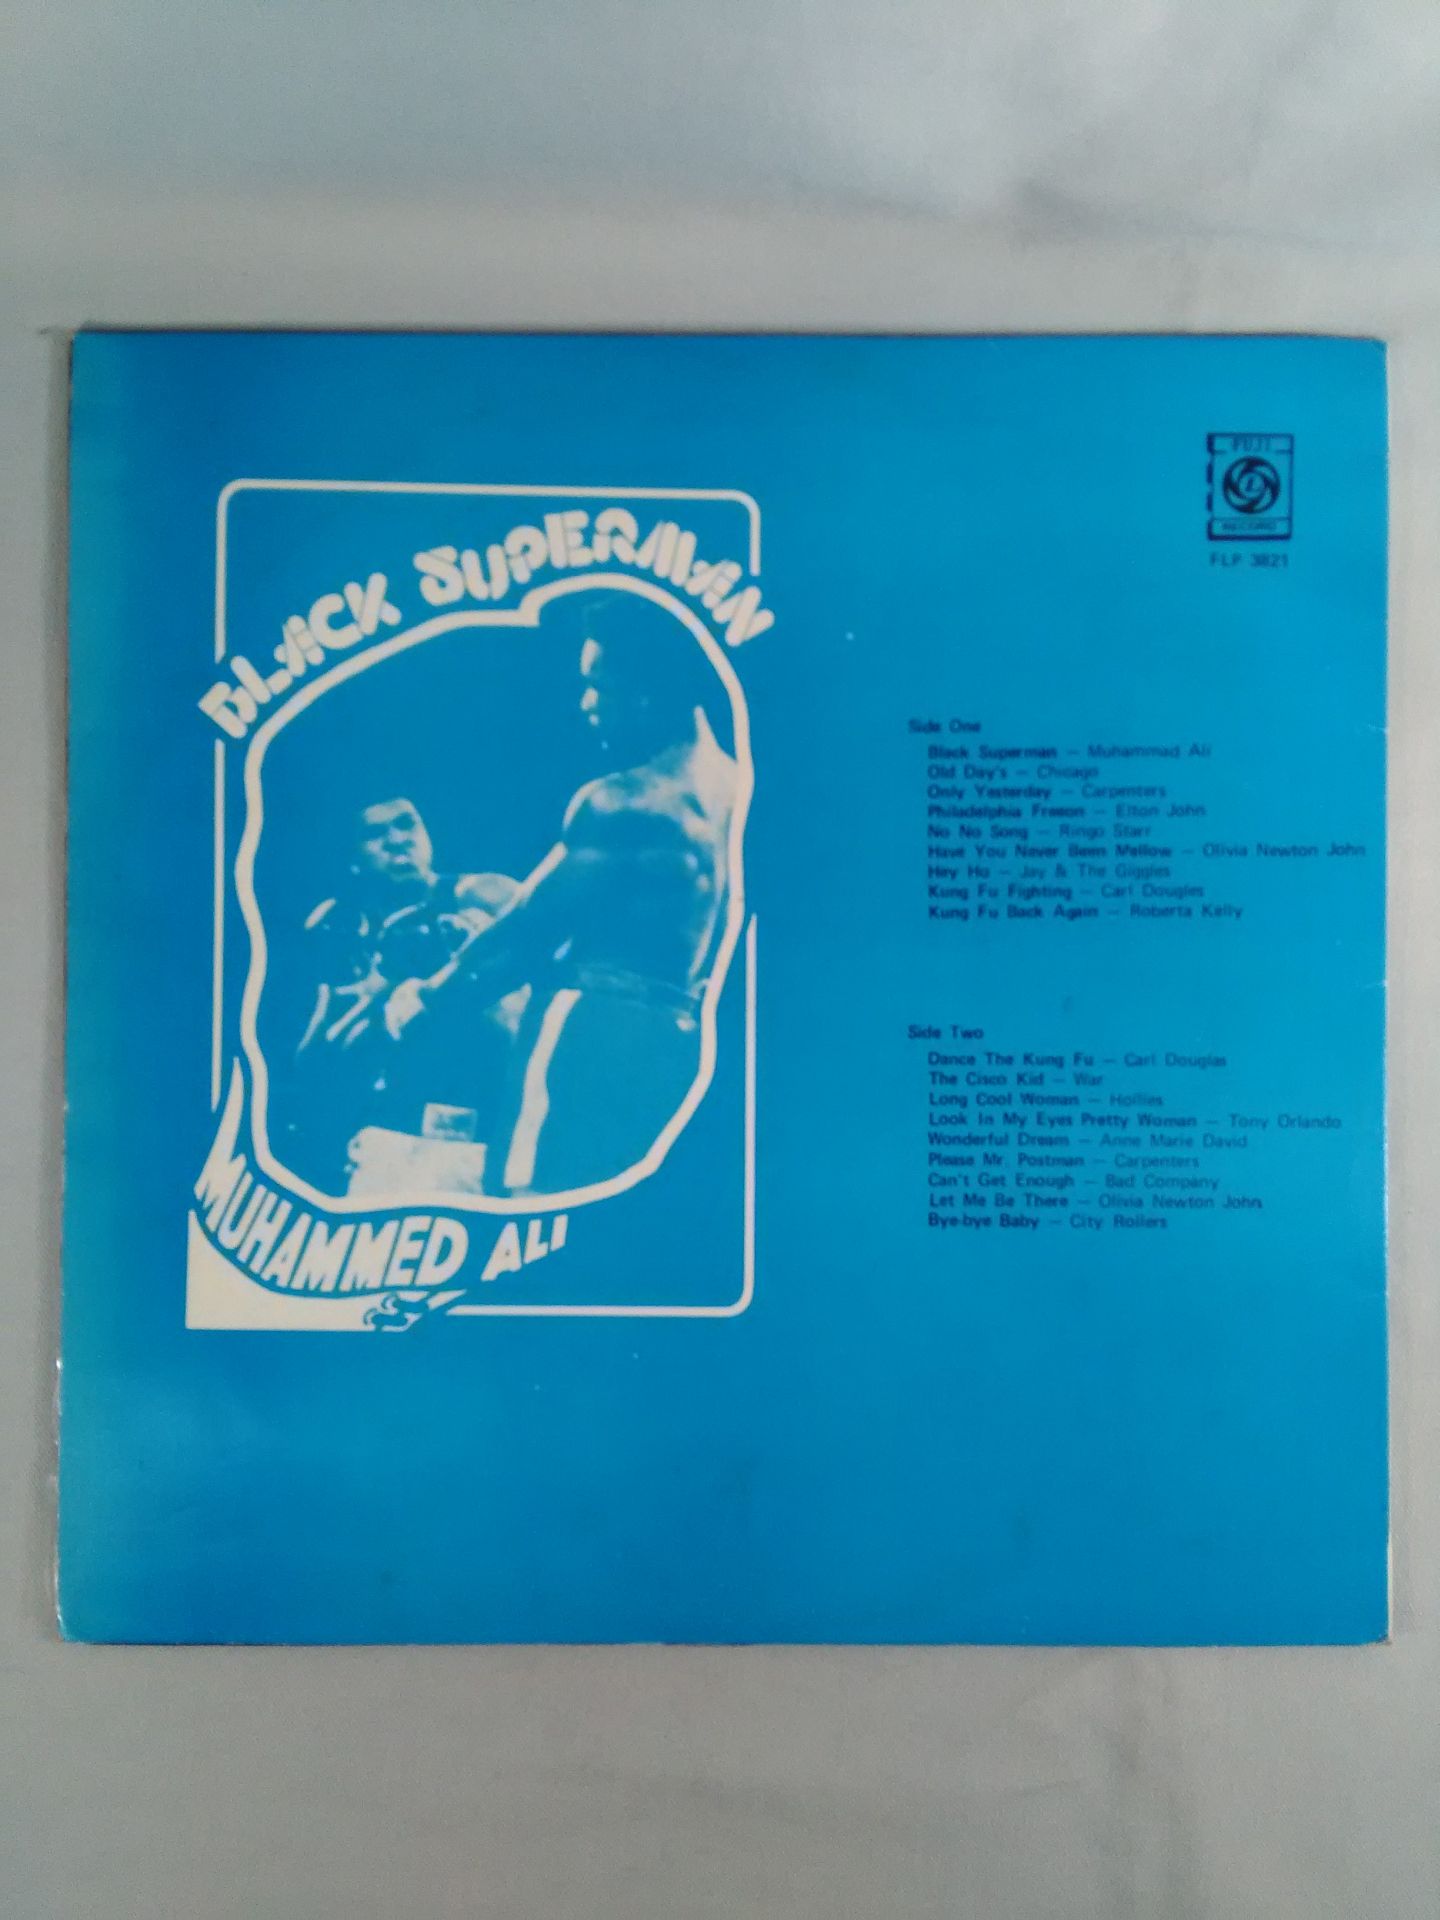 FUJI
L
RECORD
FLP 3821
BLACK SUPERMAN
MUHAMMED ALI
Side One
Black Superman — Muhammad Ali
Old Day's — Chicago
Only Yesterday — Carpenters
Philadelphia Freeon — Elton John
No No Song — Ringo Starr
Have You Never Been Mellow — Olivia Newton John
Hey Ho — Jay & The Giggles
Kung Fu Fighting — Carl Dougles
Kung Fu Back Again — Roberta Kelly
Side Two
Dance The Kung Fu — Carl Douglas
The Cisco Kid — War
Long Cool Woman — Hollies
Look In My Eyes Pretty Woman — Tony Orlando
Wonderful Dream — Anne Marie David
Please Mr. Postman — Carpenters
Can't Get Enough — Bad Company
Let Me Be There — Olivia Newton John
Bye-bye Baby — City Rollers